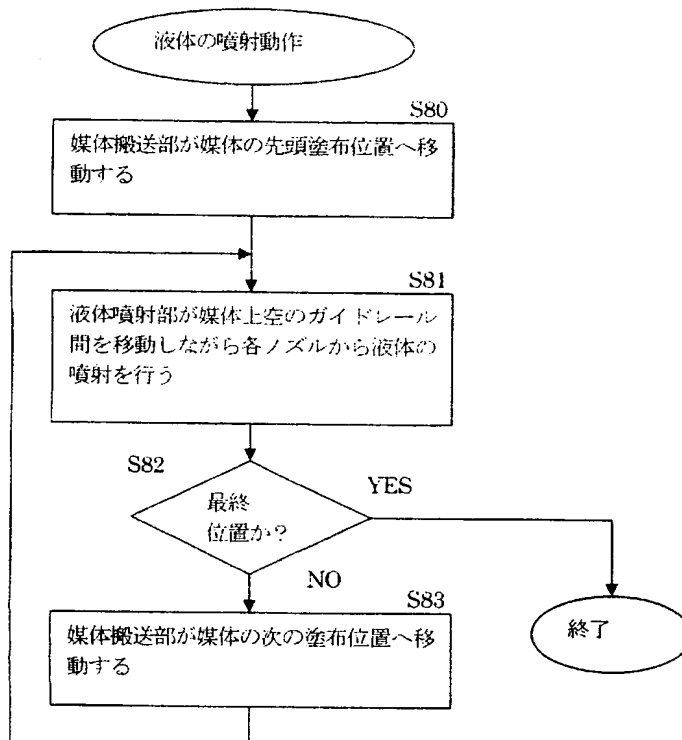 液体の噴射動作
S80
媒体搬送部が媒体の先頭塗布位置へ移
動する
S81
液体噴射部が媒体上空のガイドレール
間を移動しながら各ノズルから液体の
噴射を行う
S82
最終
位置か？
YES
NO
S83
媒体搬送部が媒体の次の塗布位置へ移
動する
終了